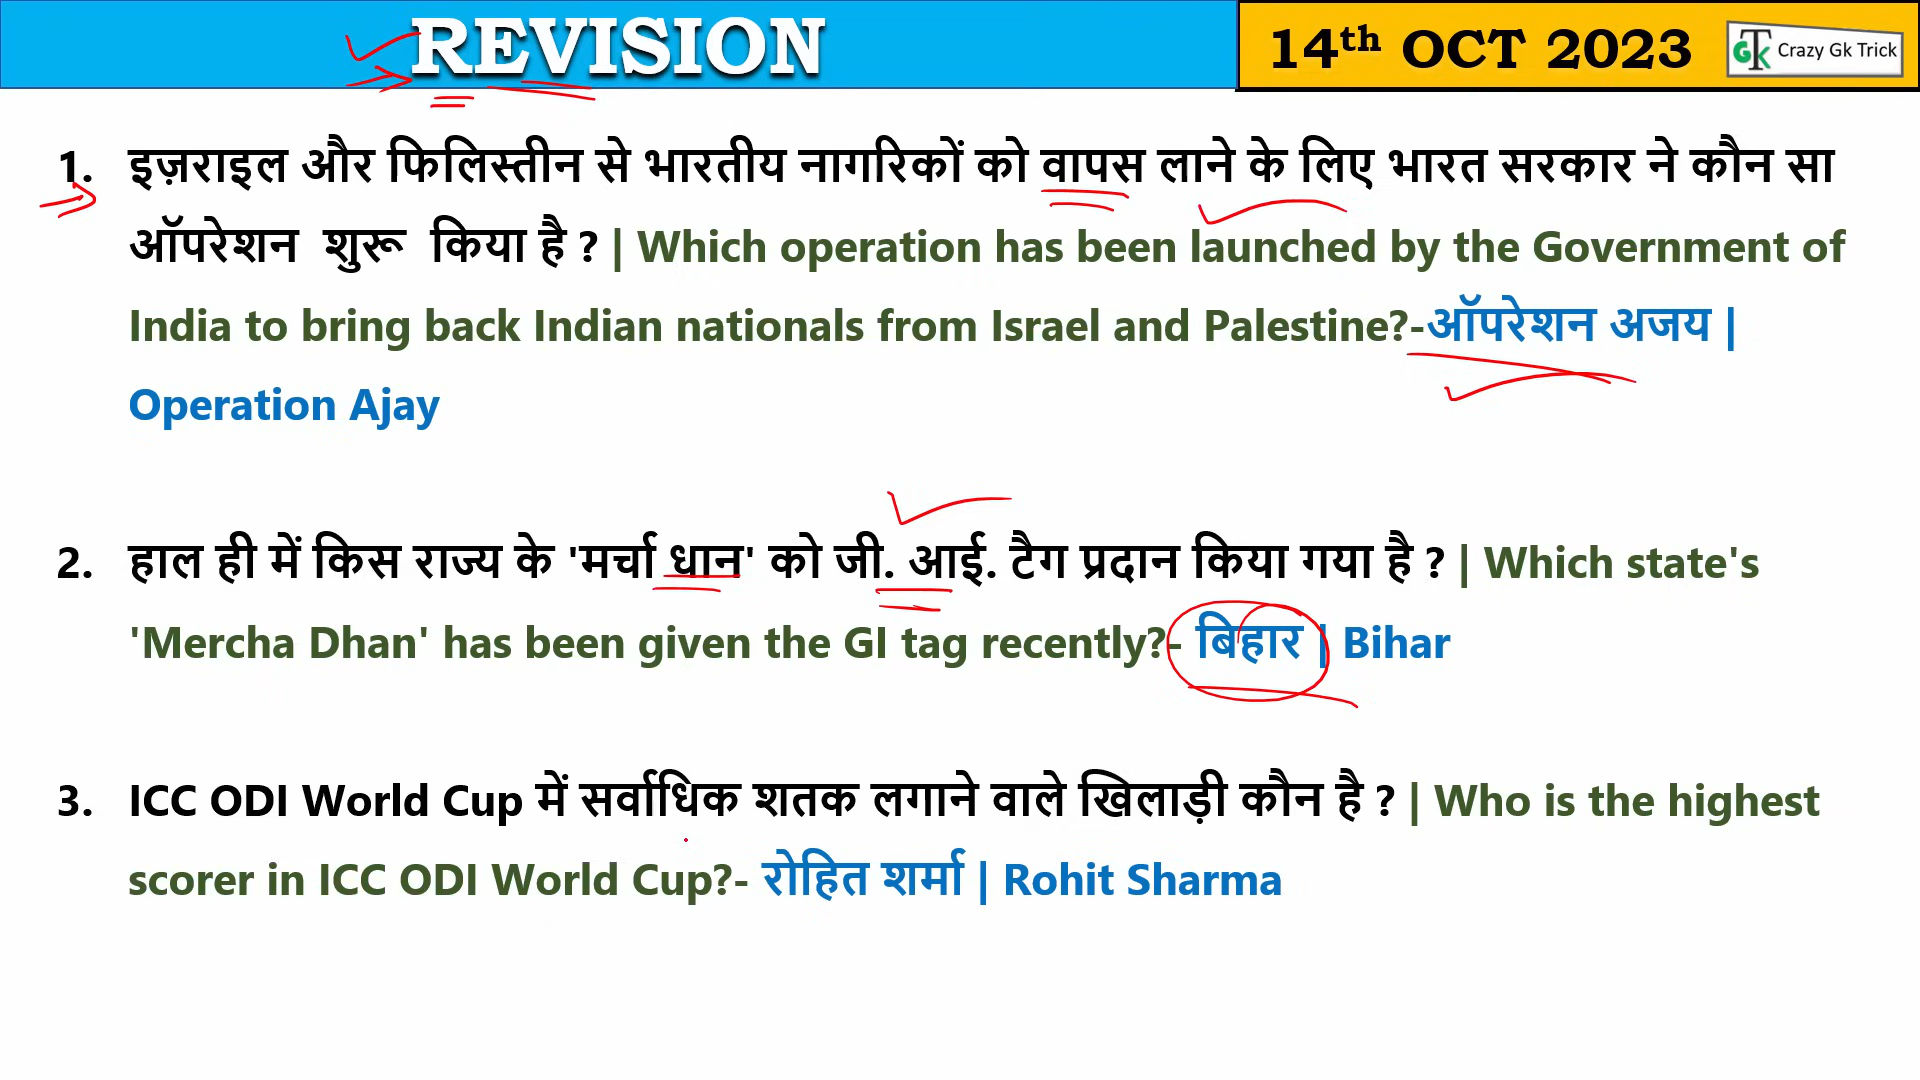 REVISION
14th OCT 2023
GTK Crazy Gk Trick
1. इज़राइल और फिलिस्तीन से भारतीय नागरिकों को वापस लाने के लिए भारत सरकार ने कौन सा
ऑपरेशन शुरू किया है ? | Which operation has been launched by the Government of
India to bring back Indian nationals from Israel and Palestine?-ऑपरेशन अजय |
Operation Ajay
2. हाल ही में किस राज्य के 'मर्चा धान' को जी. आई. टैग प्रदान किया गया है ? | Which state's
'Mercha Dhan' has been given the GI tag recently?- बिहार | Bihar
3. ICC ODI World Cup में सर्वाधिक शतक लगाने वाले खिलाड़ी कौन है ? | Who is the highest
scorer in ICC ODI World Cup?- रोहित शर्मा | Rohit Sharma